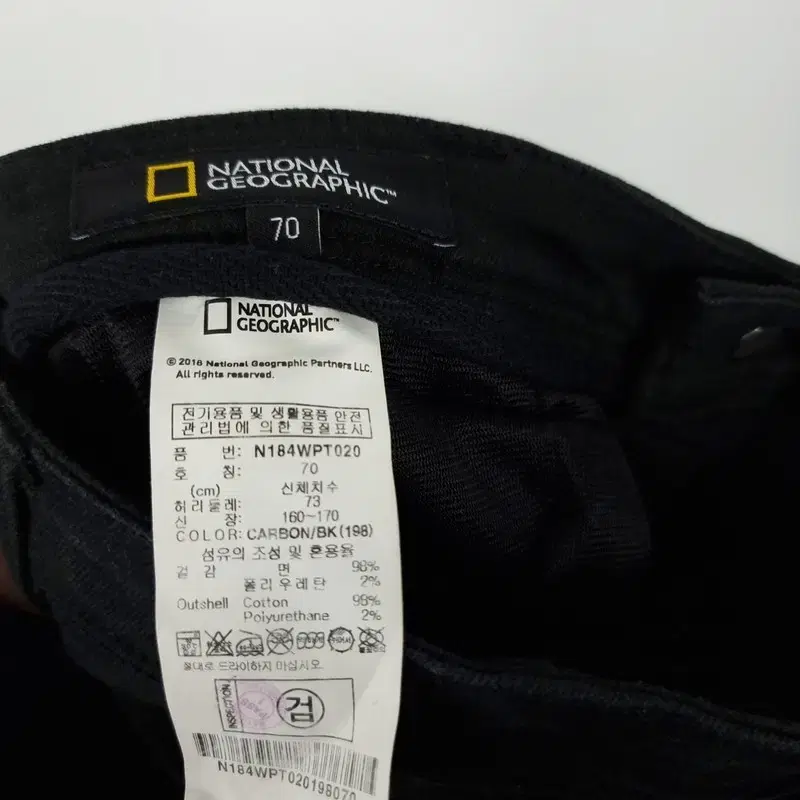 NATIONAL
GEOGRAPHIC™
70
NATIONAL
GEOGRAPHIC™
© 2018 National Geographic Partners LLC.
All rights reserved.
전기용품 및 생활용품 안전
관리법에 의한 품질표시
품 번: N184WPT020
호 칭: 70
(cm) 신체치수
허리둘레: 73
신 장: 160~170
COLOR: CARBON/BK(198)
섬유의 조성 및 혼용율
겉 감 면 98%
폴리우레탄 2%
Outshell Cotton 98%
Polyurethane 2%
절대로 드라이하지 마십시오.
INSPECTION
검
N184WPT020198070